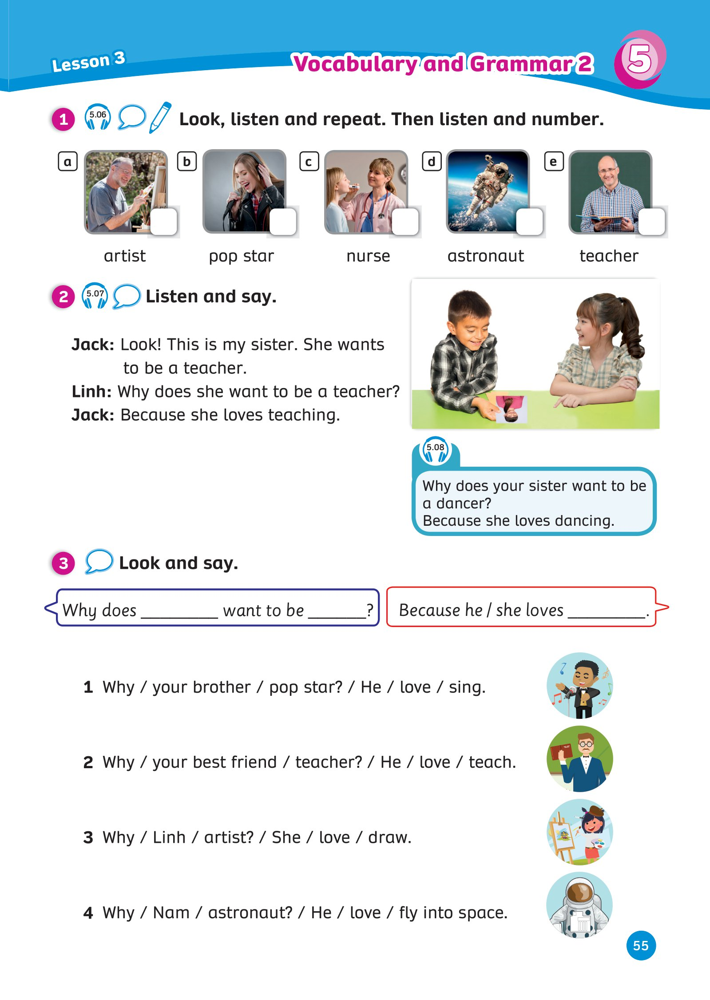 Lesson 3
Vocabulary and Grammar 2
5
1 5.06 Look, listen and repeat. Then listen and number.
a b c d e
artist pop star nurse astronaut teacher
2 5.07 Listen and say.
Jack: Look! This is my sister. She wants
to be a teacher.
Linh: Why does she want to be a teacher?
Jack: Because she loves teaching.
5.08
Why does your sister want to be
a dancer?
Because she loves dancing.
3 Look and say.
Why does ________ want to be ______?
Because he / she loves ________.
1 Why / your brother / pop star? / He / love / sing.
2 Why / your best friend / teacher? / He / love / teach.
3 Why / Linh / artist? / She / love / draw.
4 Why / Nam / astronaut? / He / love / fly into space.
55